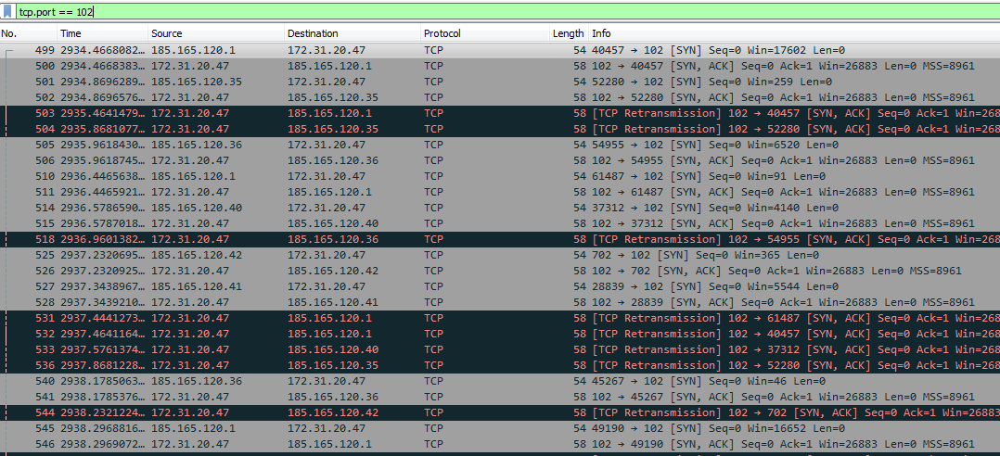 tcp.port == 102
No. Time Source Destination Protocol Length Info
499 2934.4668082… 185.165.120.1 172.31.20.47 TCP 54 40457 → 102 [SYN] Seq=0 Win=17602 Len=0
500 2934.4668383… 172.31.20.47 185.165.120.1 TCP 58 102 → 40457 [SYN, ACK] Seq=0 Ack=1 Win=26883 Len=0 MSS=8961
501 2934.8696289… 185.165.120.35 172.31.20.47 TCP 54 52280 → 102 [SYN] Seq=0 Win=259 Len=0
502 2934.8696576… 172.31.20.47 185.165.120.35 TCP 58 102 → 52280 [SYN, ACK] Seq=0 Ack=1 Win=26883 Len=0 MSS=8961
503 2935.4641479… 172.31.20.47 185.165.120.1 TCP 58 [TCP Retransmission] 102 → 40457 [SYN, ACK] Seq=0 Ack=1 Win=268
504 2935.8681077… 172.31.20.47 185.165.120.35 TCP 58 [TCP Retransmission] 102 → 52280 [SYN, ACK] Seq=0 Ack=1 Win=268
505 2935.9618430… 185.165.120.36 172.31.20.47 TCP 54 54955 → 102 [SYN] Seq=0 Win=6520 Len=0
506 2935.9618745… 172.31.20.47 185.165.120.36 TCP 58 102 → 54955 [SYN, ACK] Seq=0 Ack=1 Win=26883 Len=0 MSS=8961
510 2936.4465638… 185.165.120.1 172.31.20.47 TCP 54 61487 → 102 [SYN] Seq=0 Win=91 Len=0
511 2936.4465921… 172.31.20.47 185.165.120.1 TCP 58 102 → 61487 [SYN, ACK] Seq=0 Ack=1 Win=26883 Len=0 MSS=8961
514 2936.5786590… 185.165.120.40 172.31.20.47 TCP 54 37312 → 102 [SYN] Seq=0 Win=4140 Len=0
515 2936.5787018… 172.31.20.47 185.165.120.40 TCP 58 102 → 37312 [SYN, ACK] Seq=0 Ack=1 Win=26883 Len=0 MSS=8961
518 2936.9601382… 172.31.20.47 185.165.120.36 TCP 58 [TCP Retransmission] 102 → 54955 [SYN, ACK] Seq=0 Ack=1 Win=268
525 2937.2320695… 185.165.120.42 172.31.20.47 TCP 54 702 → 102 [SYN] Seq=0 Win=365 Len=0
526 2937.2320925… 172.31.20.47 185.165.120.42 TCP 58 102 → 702 [SYN, ACK] Seq=0 Ack=1 Win=26883 Len=0 MSS=8961
527 2937.3438967… 185.165.120.41 172.31.20.47 TCP 54 28839 → 102 [SYN] Seq=0 Win=5544 Len=0
528 2937.3439210… 172.31.20.47 185.165.120.41 TCP 58 102 → 28839 [SYN, ACK] Seq=0 Ack=1 Win=26883 Len=0 MSS=8961
531 2937.4441273… 172.31.20.47 185.165.120.1 TCP 58 [TCP Retransmission] 102 → 61487 [SYN, ACK] Seq=0 Ack=1 Win=268
532 2937.4641164… 172.31.20.47 185.165.120.1 TCP 58 [TCP Retransmission] 102 → 40457 [SYN, ACK] Seq=0 Ack=1 Win=268
533 2937.5761374… 172.31.20.47 185.165.120.40 TCP 58 [TCP Retransmission] 102 → 37312 [SYN, ACK] Seq=0 Ack=1 Win=268
536 2937.8681228… 172.31.20.47 185.165.120.35 TCP 58 [TCP Retransmission] 102 → 52280 [SYN, ACK] Seq=0 Ack=1 Win=268
540 2938.1785063… 185.165.120.36 172.31.20.47 TCP 54 45267 → 102 [SYN] Seq=0 Win=46 Len=0
541 2938.1785376… 172.31.20.47 185.165.120.36 TCP 58 102 → 45267 [SYN, ACK] Seq=0 Ack=1 Win=26883 Len=0 MSS=8961
544 2938.2321224… 172.31.20.47 185.165.120.42 TCP 58 [TCP Retransmission] 102 → 702 [SYN, ACK] Seq=0 Ack=1 Win=26883
545 2938.2968816… 185.165.120.1 172.31.20.47 TCP 54 49190 → 102 [SYN] Seq=0 Win=16652 Len=0
546 2938.2969072… 172.31.20.47 185.165.120.1 TCP 58 102 → 49190 [SYN, ACK] Seq=0 Ack=1 Win=26883 Len=0 MSS=8961